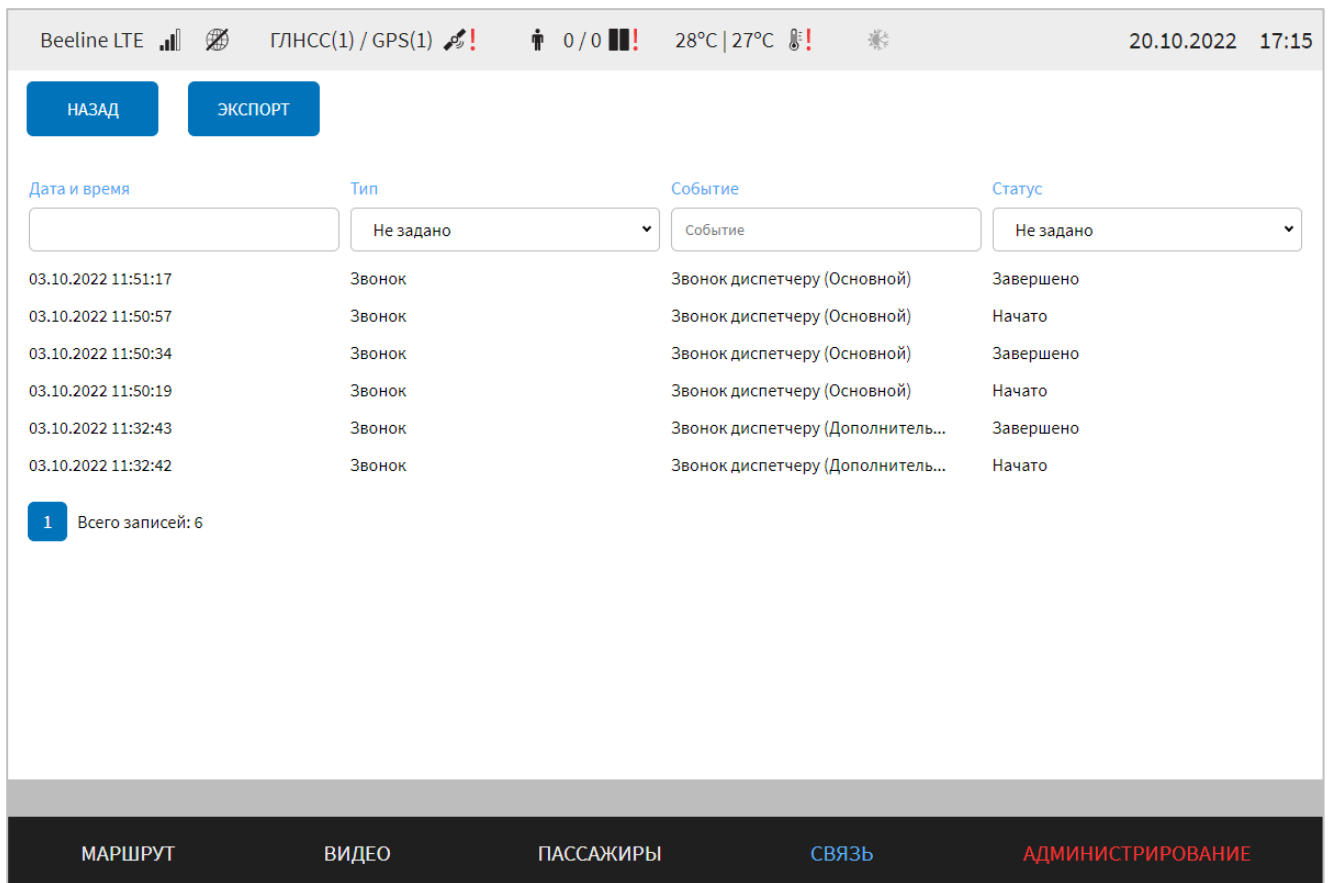 Beeline LTE ГЛНСС(1) / GPS(1) ! 0 / 0 ! 28°C | 27°C ! 20.10.2022 17:15
НАЗАД ЭКСПОРТ
Дата и время Тип Событие Статус
Не задано Событие Не задано
03.10.2022 11:51:17 Звонок Звонок диспетчеру (Основной) Завершено
03.10.2022 11:50:57 Звонок Звонок диспетчеру (Основной) Начато
03.10.2022 11:50:34 Звонок Звонок диспетчеру (Основной) Завершено
03.10.2022 11:50:19 Звонок Звонок диспетчеру (Основной) Начато
03.10.2022 11:32:43 Звонок Звонок диспетчеру (Дополнитель... Завершено
03.10.2022 11:32:42 Звонок Звонок диспетчеру (Дополнитель... Начато
1 Всего записей: 6
МАРШРУТ ВИДЕО ПАССАЖИРЫ СВЯЗЬ АДМИНИСТРИРОВАНИЕ